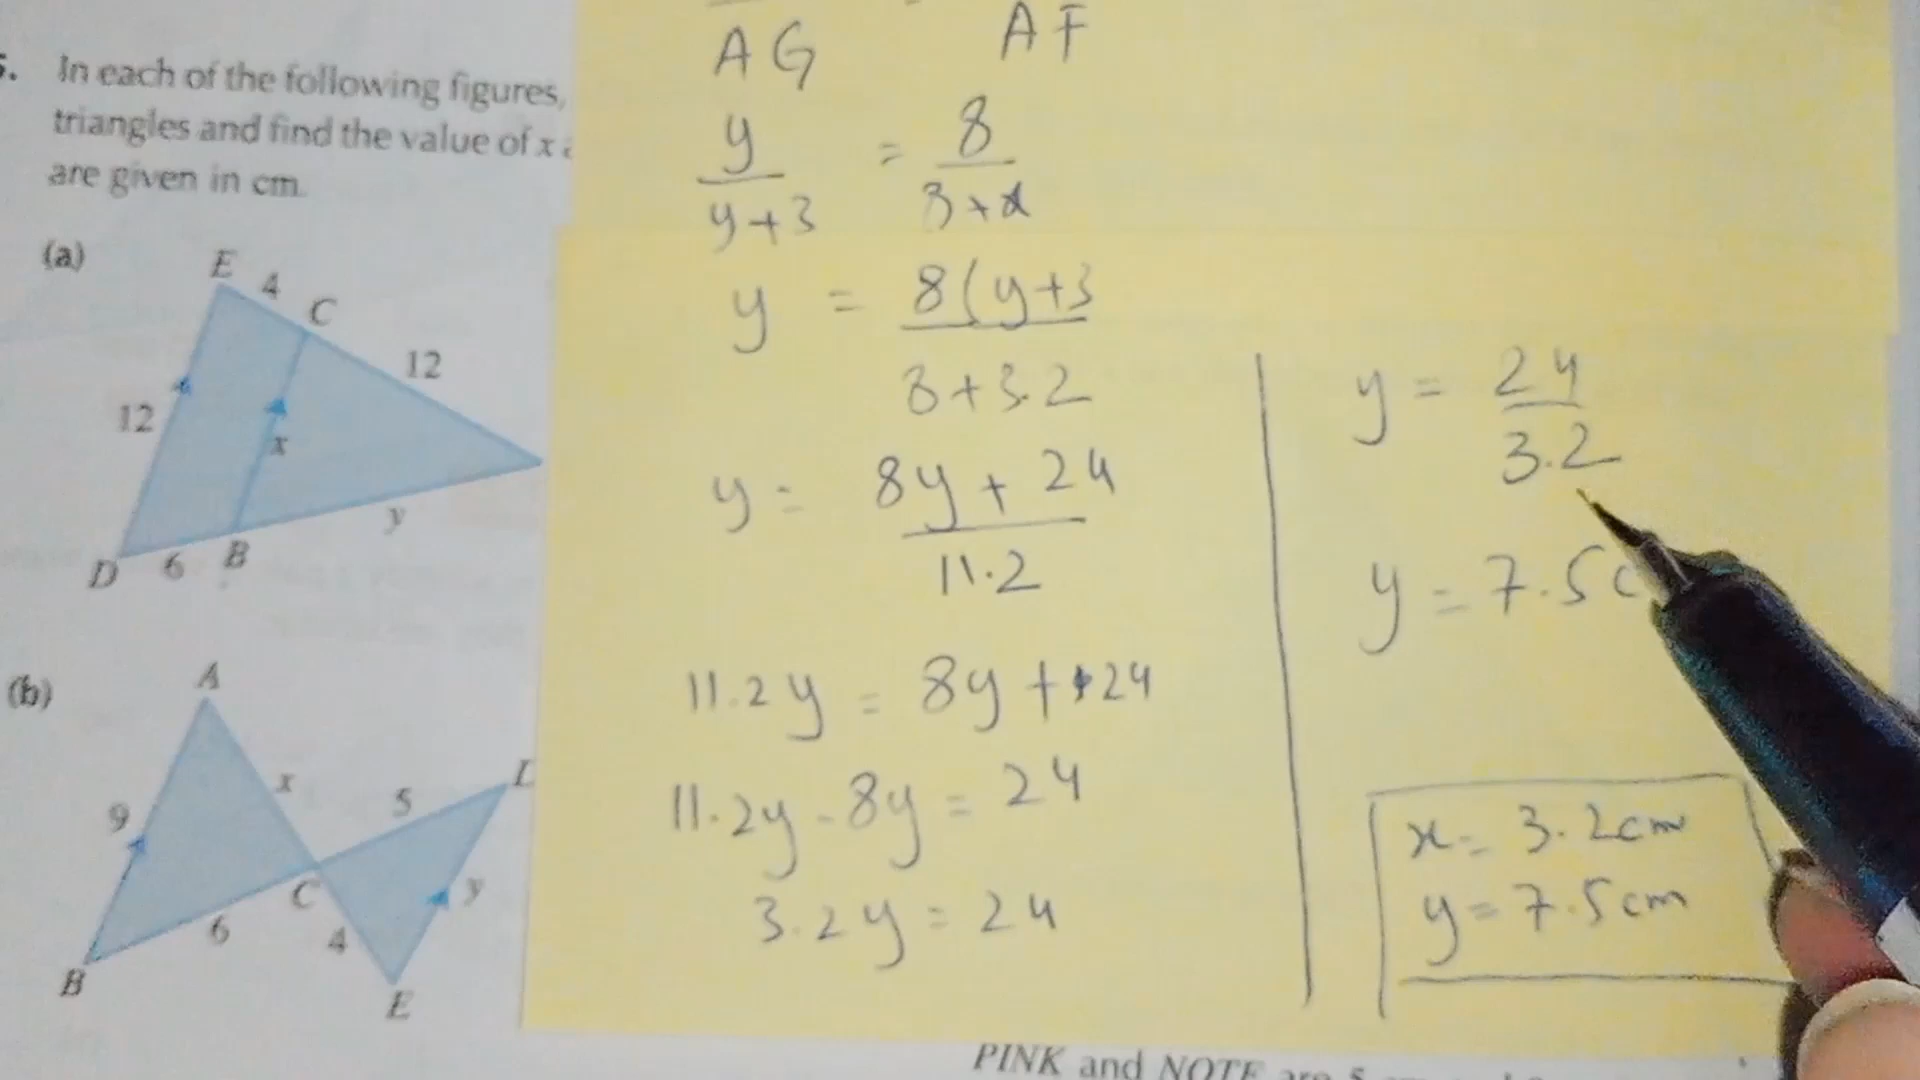 5. In each of the following figures,
triangles and find the value of x
are given in cm.
(a)
E
4
C
12
12
x
y
D
6
B
(b)
A
9
x
5
C
y
6
4
B
E
AG
AF
y/y+3 = 8/8+x
y = 8(y+3/8+3.2
y = 8y + 24/11.2
11.2y = 8y + 24
11.2y - 8y = 24
3.2y = 24
y = 24/3.2
y = 7.5c
x = 3.2cm
y = 7.5cm
PINK and NOTE are 5